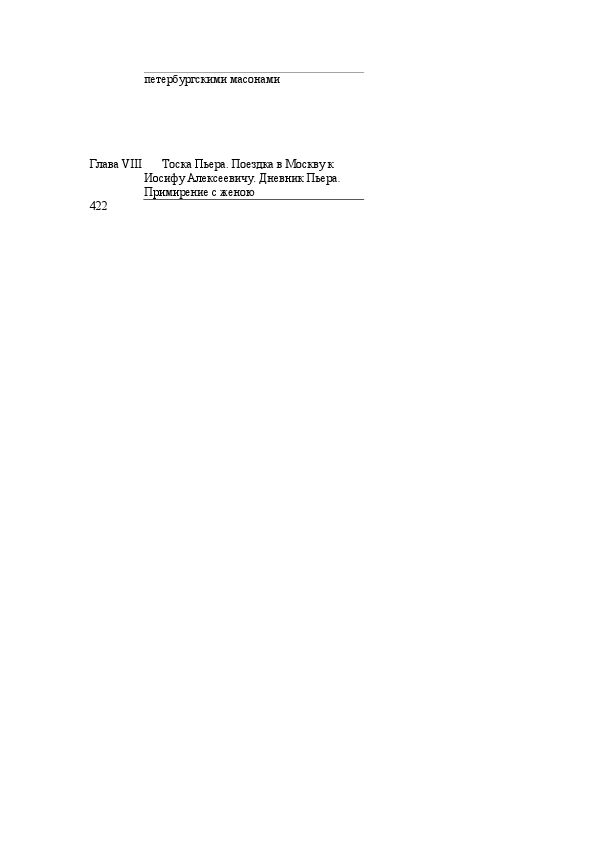 петербургскими масонами
Глава VIII Тоска Пьера. Поездка в Москву к
Иосифу Алексеевичу. Дневник Пьера.
Примирение с женою
422